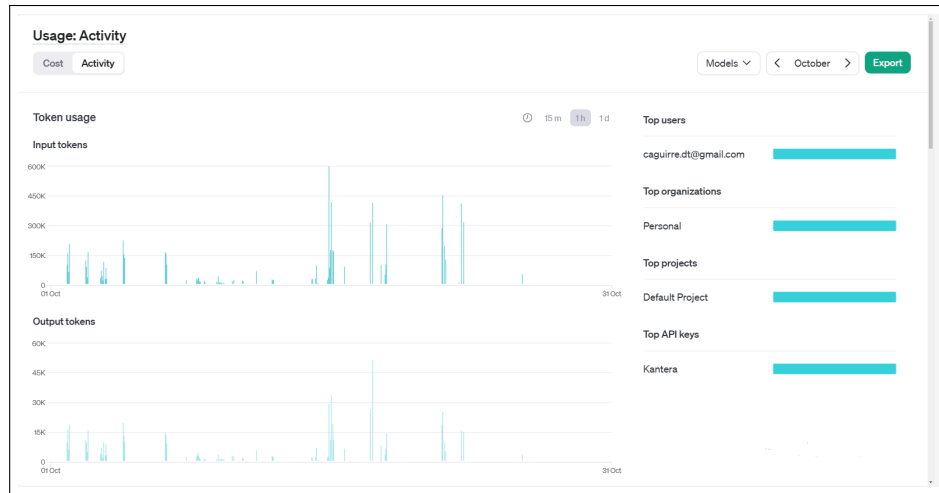 Usage: Activity
Cost Activity
Models October Export
Token usage
15 m 1 h 1 d
Input tokens
600K
450K
300K
150K
0
01 Oct 31 Oct
Output tokens
60K
45K
30K
15K
0
01 Oct 31 Oct
Top users
caguirre.dt@gmail.com
Top organizations
Personal
Top projects
Default Project
Top API keys
Kantera